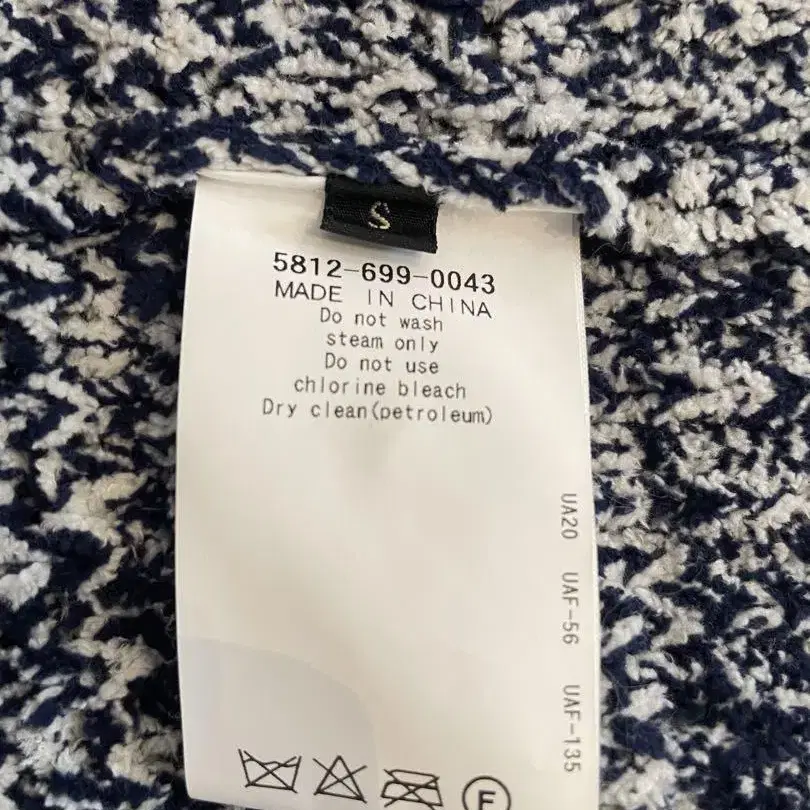 S
5812-699-0043
MADE IN CHINA
Do not wash
steam only
Do not use
chlorine bleach
Dry clean(petroleum)
UA20 UAF-56 UAF-135
F